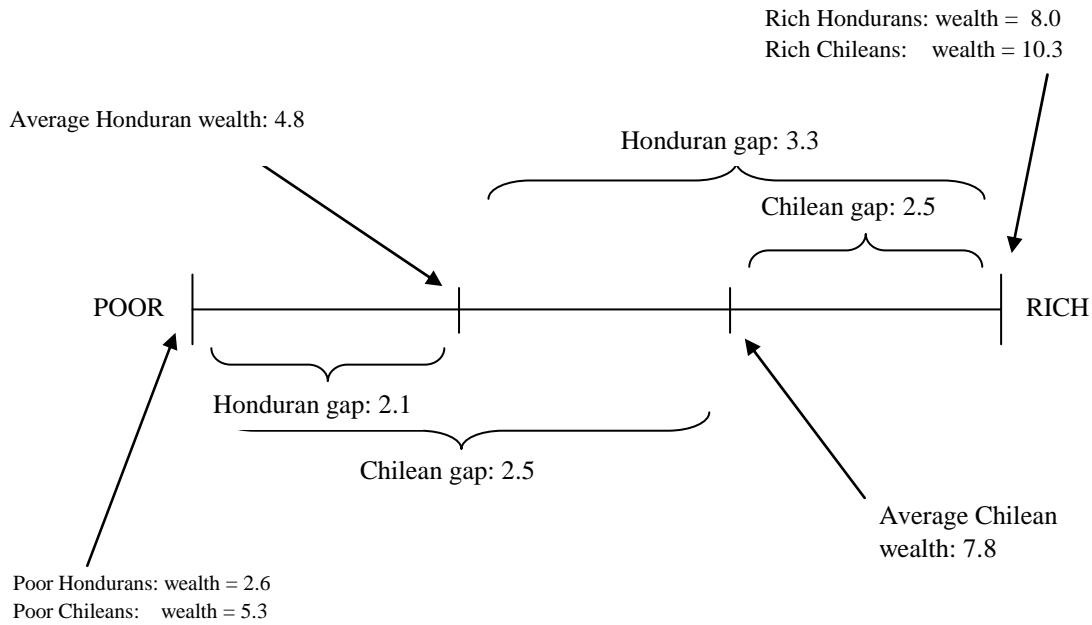 Rich Hondurans: wealth = 8.0
Rich Chileans: wealth = 10.3
Average Honduran wealth: 4.8
Honduran gap: 3.3
Chilean gap: 2.5
POOR
RICH
Honduran gap: 2.1
Chilean gap: 2.5
Average Chilean
wealth: 7.8
Poor Hondurans: wealth = 2.6
Poor Chileans: wealth = 5.3